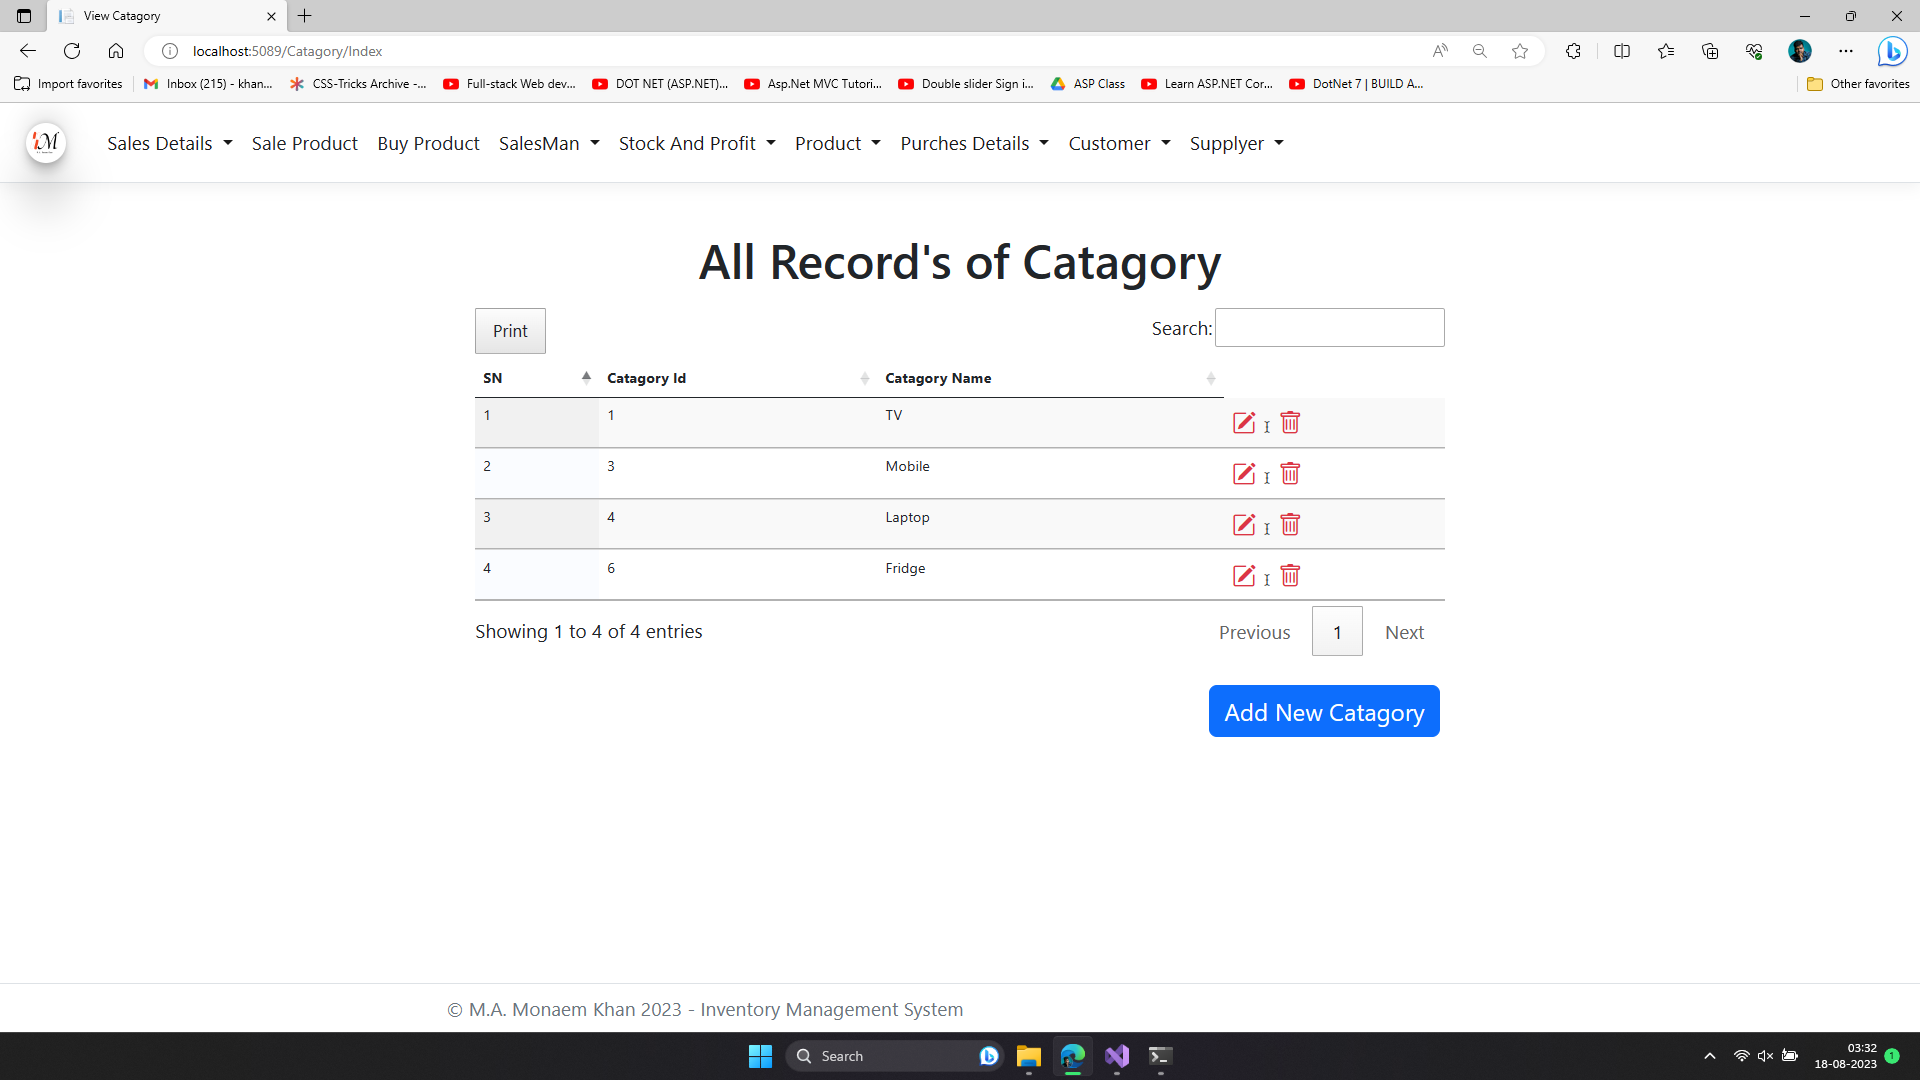 View Catagory
localhost:5089/Catagory/Index
Import favorites Inbox (215) - khan... CSS-Tricks Archive -... Full-stack Web dev... DOT NET (ASP.NET)... Asp.Net MVC Tutori... Double slider Sign i... ASP Class Learn ASP.NET Cor... DotNet 7 | BUILD A... Other favorites
Sales Details Sale Product Buy Product SalesMan Stock And Profit Product Purches Details Customer Supplyer
All Record's of Catagory
Print Search:
SN Catagory Id Catagory Name
1 1 TV
2 3 Mobile
3 4 Laptop
4 6 Fridge
Showing 1 to 4 of 4 entries Previous 1 Next
Add New Catagory
© M.A. Monaem Khan 2023 - Inventory Management System
Search 03:32
18-08-2023 1